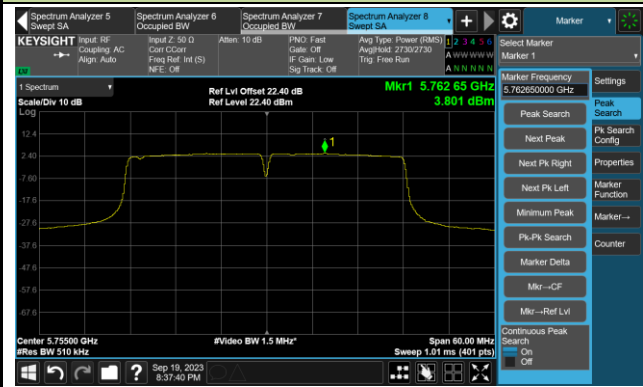 Spectrum Analyzer 5
Swept SA
Spectrum Analyzer 6
Occupied BW
Spectrum Analyzer 7
Occupied BW
Spectrum Analyzer 8
Swept SA
Marker
KEYSIGHT
Input: RF
Coupling: AC
Align: Auto
Input Z: 50 Ω
Corr CCorr
Freq Ref: Int (S)
NFE: Off
Atten: 10 dB
PNO: Fast
Gate: Off
IF Gain: Low
Sig Track: Off
Avg Type: Power (RMS)
Avg|Hold: 2730/2730
Trig: Free Run
1 2 3 4 5 6
A W W W W W
A N N N N N
LXI
Select Marker
Marker 1
1 Spectrum
Scale/Div 10 dB
Log
Ref Lvl Offset 22.40 dB
Ref Level 22.40 dBm
Mkr1 5.762 65 GHz
3.801 dBm
12.4
2.40
-7.60
-17.6
-27.6
-37.6
-47.6
-57.6
-67.6
1
Center 5.75500 GHz
#Res BW 510 kHz
#Video BW 1.5 MHz*
Span 60.00 MHz
Sweep 1.01 ms (401 pts)
Marker Frequency
5.762650000 GHz
Peak Search
Next Peak
Next Pk Right
Next Pk Left
Minimum Peak
Pk-Pk Search
Marker Delta
Mkr→CF
Mkr→Ref Lvl
Continuous Peak
Search
On
Off
Settings
Peak
Search
Pk Search
Config
Properties
Marker
Function
Marker→
Counter
?
Sep 19, 2023
8:37:40 PM